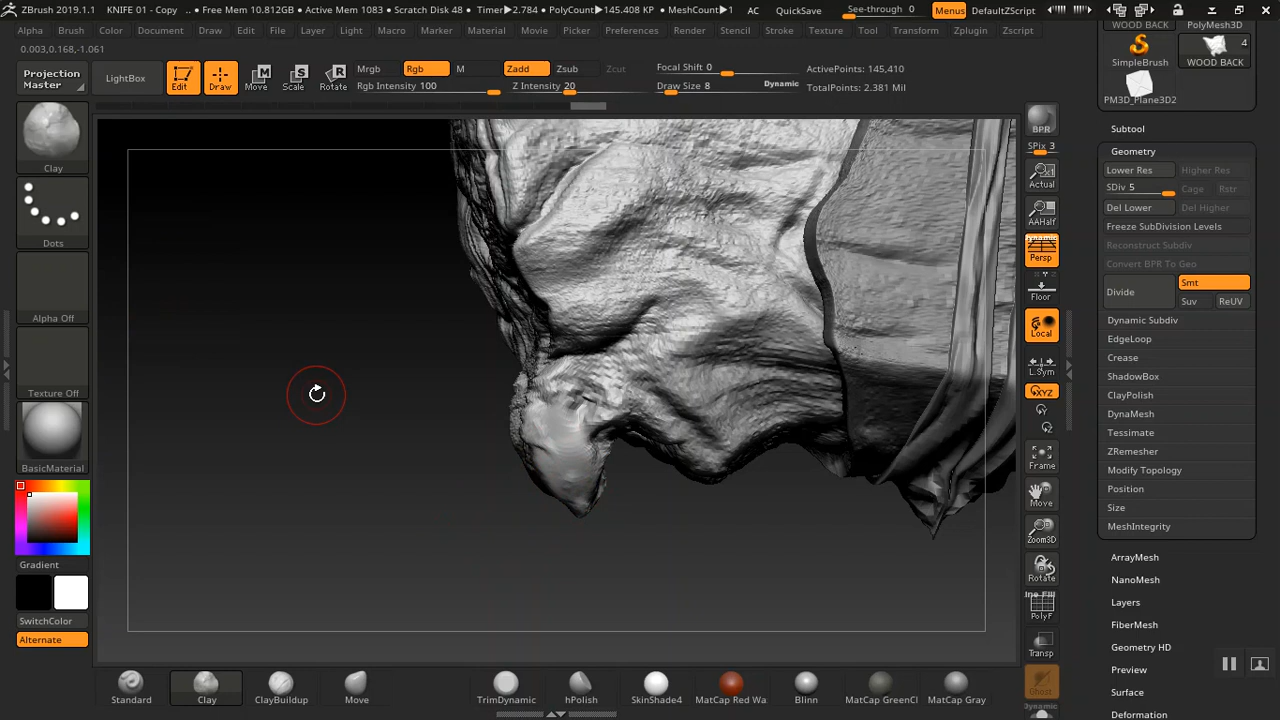 ZBrush 2019.1.1 KNIFE 01 - Copy • Free Mem 10.812GB • Active Mem 1083 • Scratch Disk 48 • Timer▶2.784 • PolyCount▶145.408 KP • MeshCount▶1 AC QuickSave See-through 0 Menus DefaultZScript
Alpha Brush Color Document Draw Edit File Layer Light Macro Marker Material Movie Picker Preferences Render Stencil Stroke Texture Tool Transform Zplugin Zscript
0.003,0.168,-1.061
Projection Master
LightBox
Edit Draw Move Scale Rotate
Mrgb Rgb M Zadd Zsub Zcut
Rgb Intensity 100 Z Intensity 20
Focal Shift 0
Draw Size 8 Dynamic
ActivePoints: 145,410
TotalPoints: 2.381 Mil
Clay
Dots
Alpha Off
Texture Off
BasicMaterial
Gradient
SwitchColor
Alternate
BPR
SPix 3
Actual
AAHalf
Dynamic
Persp
Floor
Local
L.Sym
XYZ
Frame
Move
Zoom3D
Rotate
Line Fill
PolyF
Transp
Ghost
Dynamic
WOOD BACK PolyMesh3D
SimpleBrush WOOD BACK 4
PM3D_Plane3D2
Subtool
Geometry
Lower Res Higher Res
SDiv 5 Cage Rstr
Del Lower Del Higher
Freeze SubDivision Levels
Reconstruct Subdiv
Convert BPR To Geo
Divide Smt
Suv ReUV
Dynamic Subdiv
EdgeLoop
Crease
ShadowBox
ClayPolish
DynaMesh
Tessimate
ZRemesher
Modify Topology
Position
Size
MeshIntegrity
ArrayMesh
NanoMesh
Layers
FiberMesh
Geometry HD
Preview
Surface
Deformation
Standard Clay ClayBuildup Move TrimDynamic hPolish SkinShade4 MatCap Red Wa Blinn MatCap GreenCl MatCap Gray